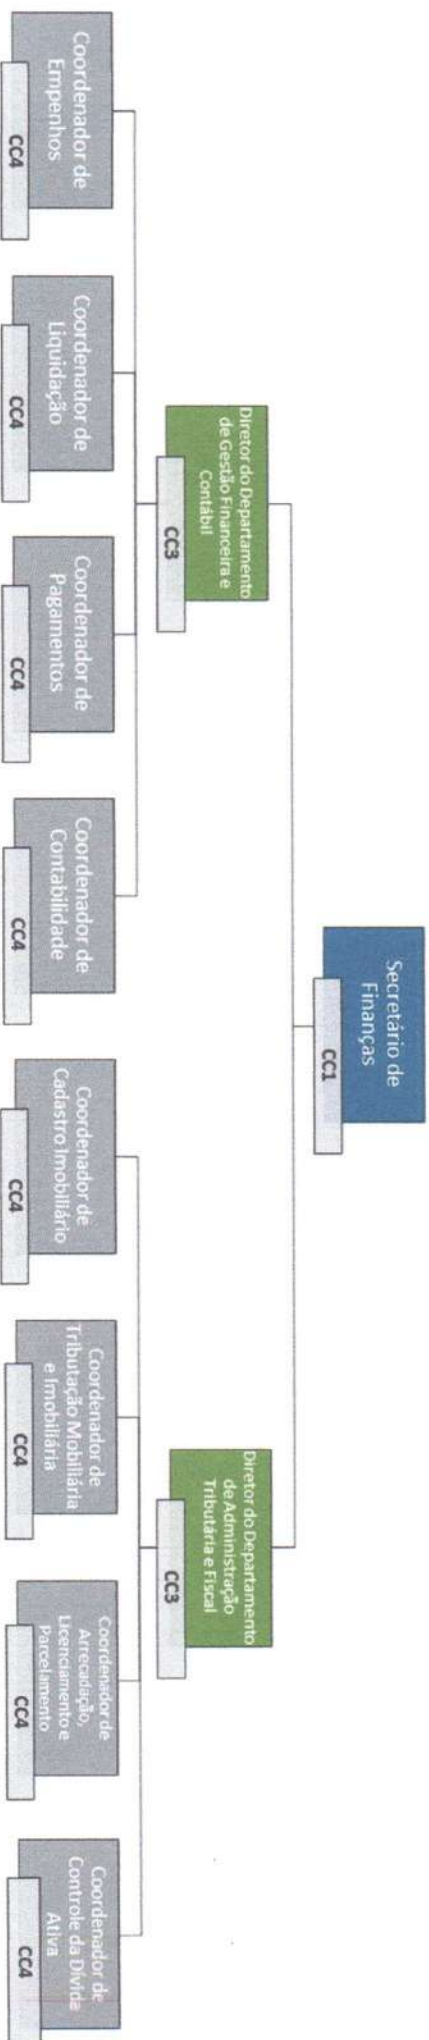 Secretário de
Finanças
CC1
Diretor do Departamento
de Gestão Financeira e
Contábil
CC3
Diretor do Departamento
de Administração
Tributária e Fiscal
CC3
Coordenador de
Empenhos
CC4
Coordenador de
Liquidação
CC4
Coordenador de
Pagamentos
CC4
Coordenador de
Contabilidade
CC4
Coordenador de
Cadastro Imobiliário
CC4
Coordenador de
Tributação Mobiliária
e Imobiliária
CC4
Coordenador de
Arrecadação,
Licenciamento e
Parcelamento
CC4
Coordenador de
Controle da Dívida
Ativa
CC4